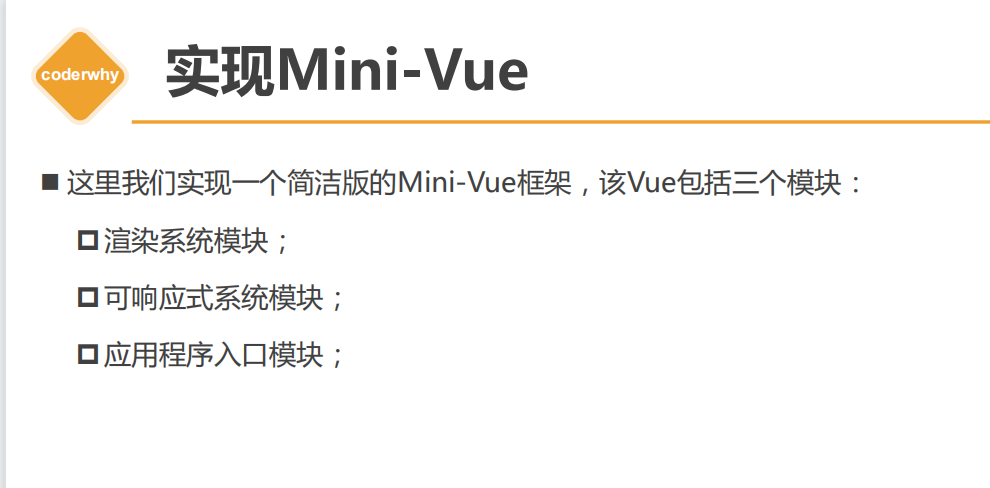 coderwhy
实现Mini-Vue
这里我们实现一个简洁版的Mini-Vue框架，该Vue包括三个模块：
渲染系统模块；
可响应式系统模块；
应用程序入口模块；